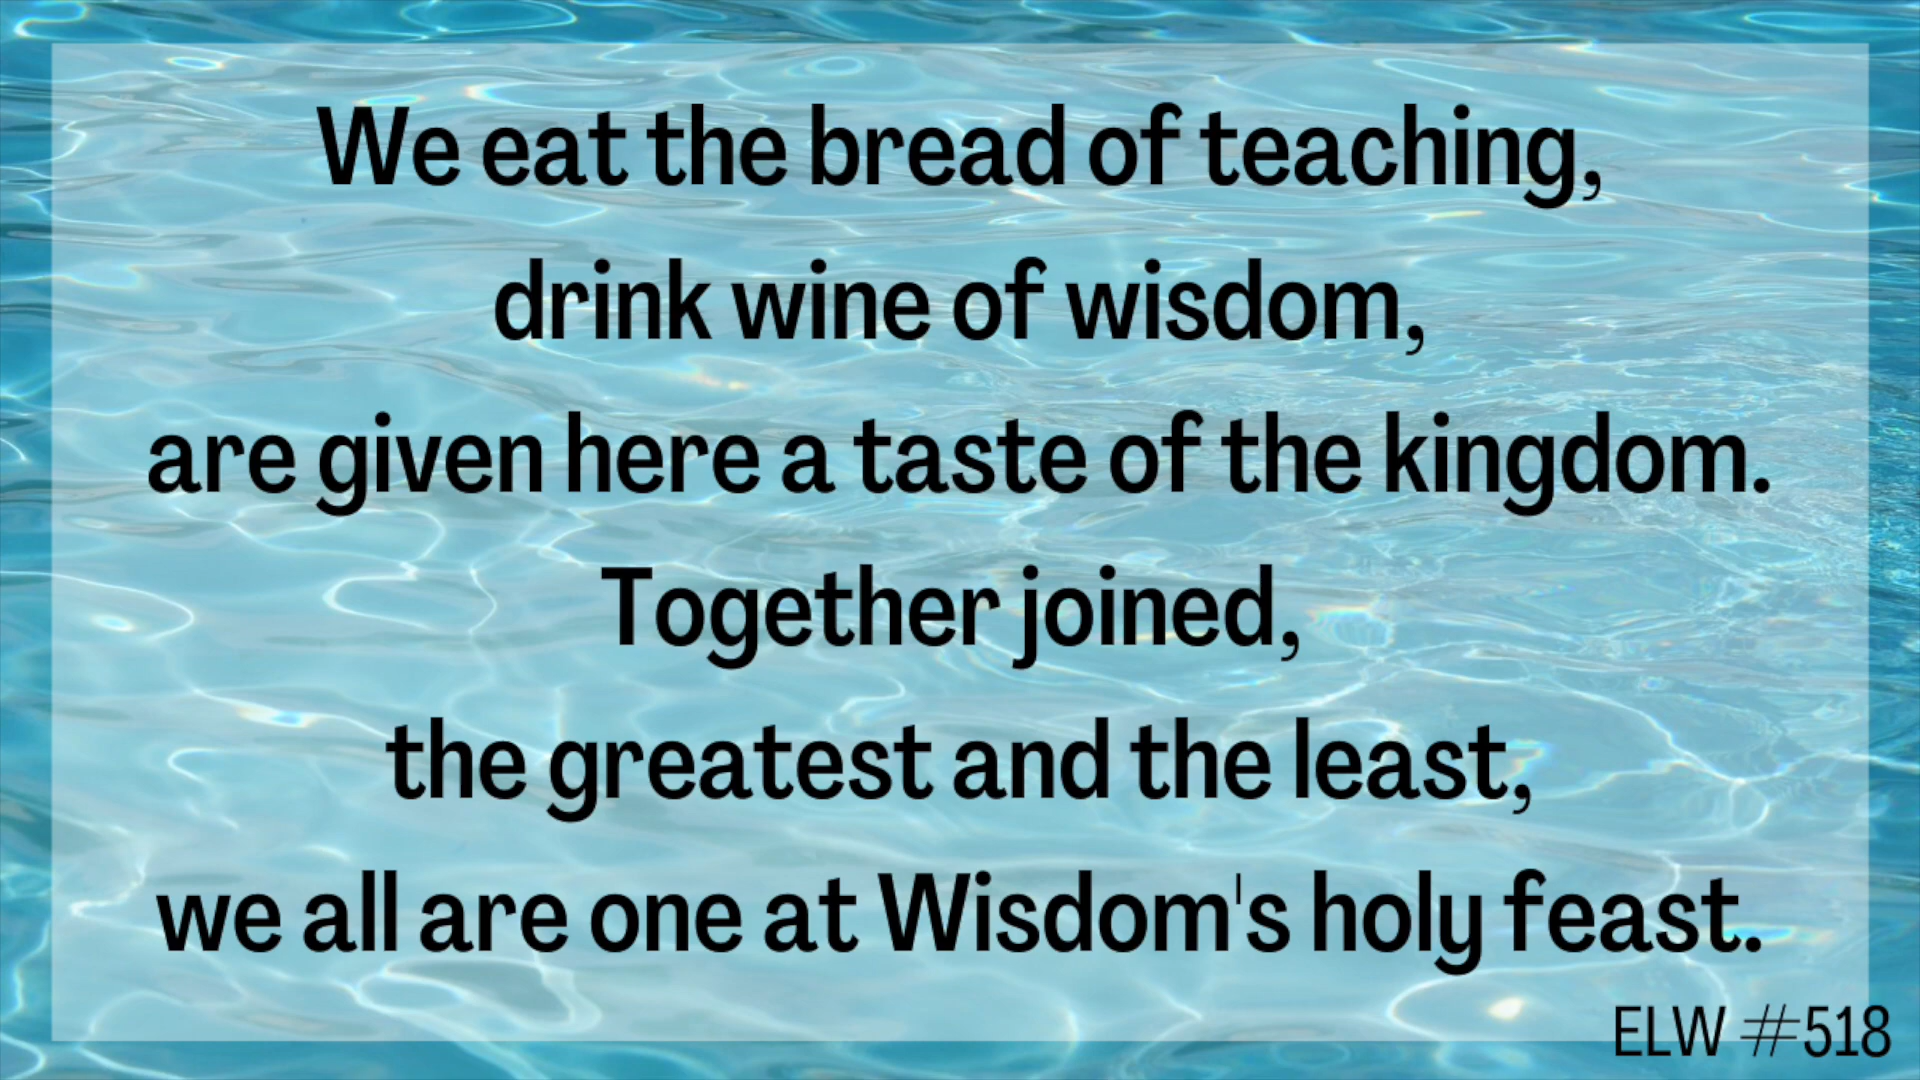 We eat the bread of teaching,
drink wine of wisdom,
are given here a taste of the kingdom.
Together joined,
the greatest and the least,
we all are one at Wisdom's holy feast.
ELW #518